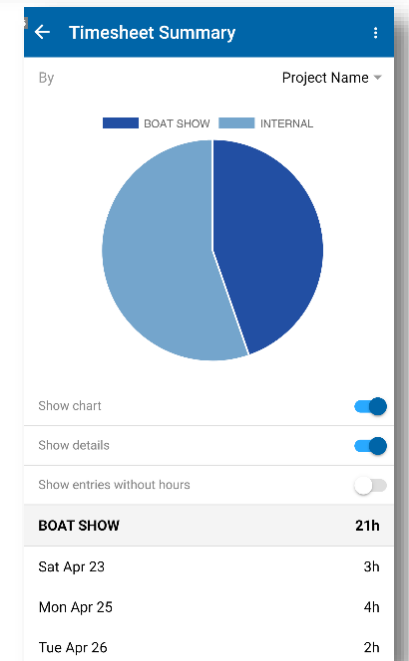 Timesheet Summary
By Project Name
BOAT SHOW INTERNAL
Show chart
Show details
Show entries without hours
BOAT SHOW 21h
Sat Apr 23 3h
Mon Apr 25 4h
Tue Apr 26 2h